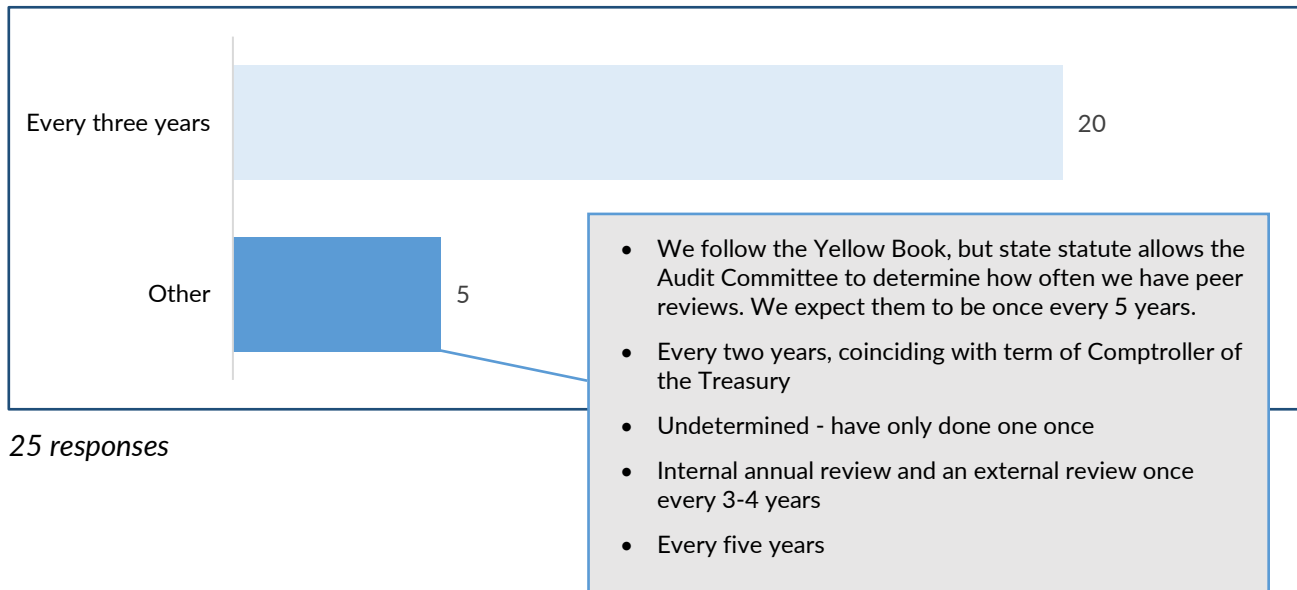 Every three years
20
Other
5
• We follow the Yellow Book, but state statute allows the
Audit Committee to determine how often we have peer
reviews. We expect them to be once every 5 years.
• Every two years, coinciding with term of Comptroller of
the Treasury
• Undetermined - have only done one once
• Internal annual review and an external review once
every 3-4 years
• Every five years
25 responses